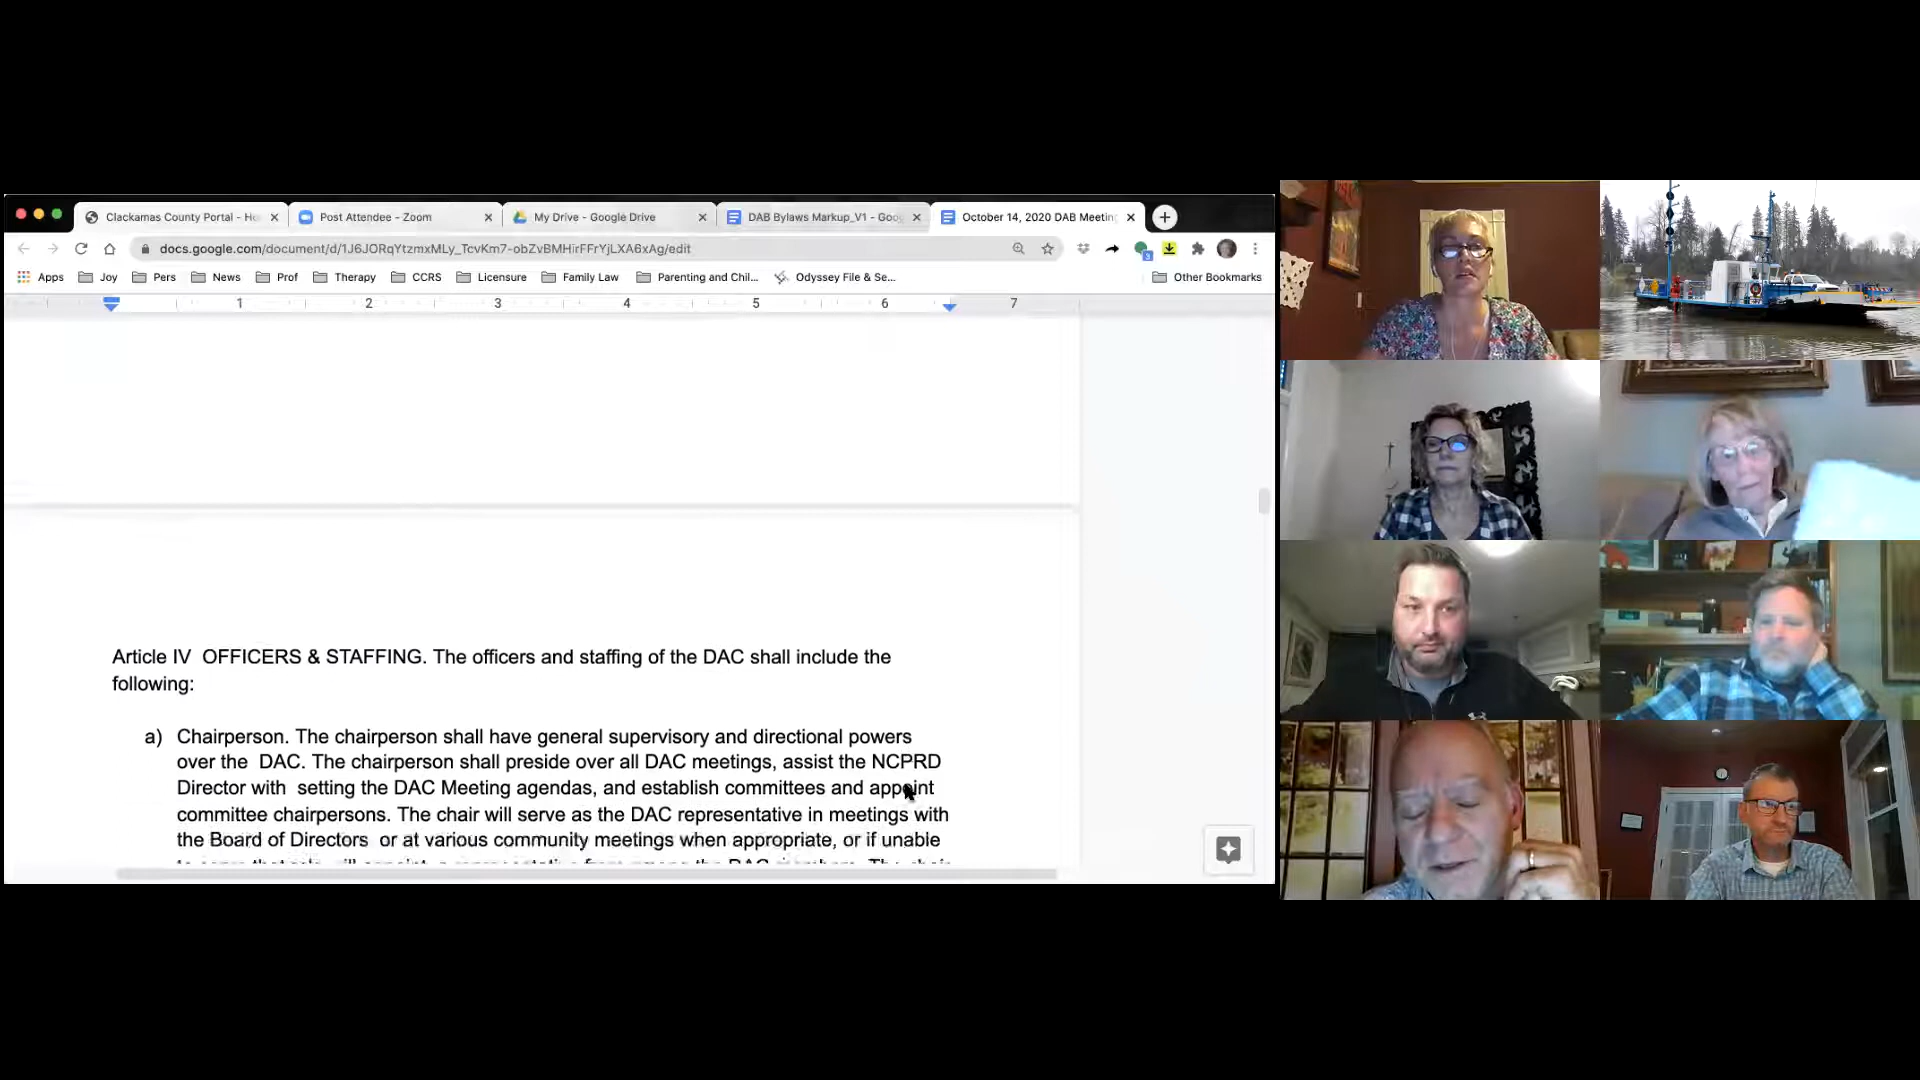 Clackamas County Portal - Ho
Post Attendee - Zoom
My Drive - Google Drive
DAB Bylaws Markup_V1 - Goog
October 14, 2020 DAB Meetin
docs.google.com/document/d/1J6JORqYtzmxMLy_TcvKm7-obZvBMHirFFrYjLXA6xAg/edit
Apps Joy Pers News Prof Therapy CCRS Licensure Family Law Parenting and Chil... Odyssey File & Se... Other Bookmarks
1 2 3 4 5 6 7
Article IV OFFICERS & STAFFING. The officers and staffing of the DAC shall include the
following:
a) Chairperson. The chairperson shall have general supervisory and directional powers
over the DAC. The chairperson shall preside over all DAC meetings, assist the NCPRD
Director with setting the DAC Meeting agendas, and establish committees and appoint
committee chairpersons. The chair will serve as the DAC representative in meetings with
the Board of Directors or at various community meetings when appropriate, or if unable